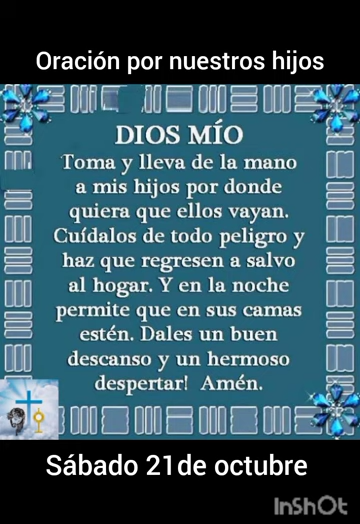 Oración por nuestros hijos
DIOS MÍO
Toma y lleva de la mano
a mis hijos por donde
quiera que ellos vayan.
Cuídalos de todo peligro y
haz que regresen a salvo
al hogar. Y en la noche
permite que en sus camas
estén. Dales un buen
descanso y un hermoso
despertar! Amén.
Sábado 21de octubre
InShOt